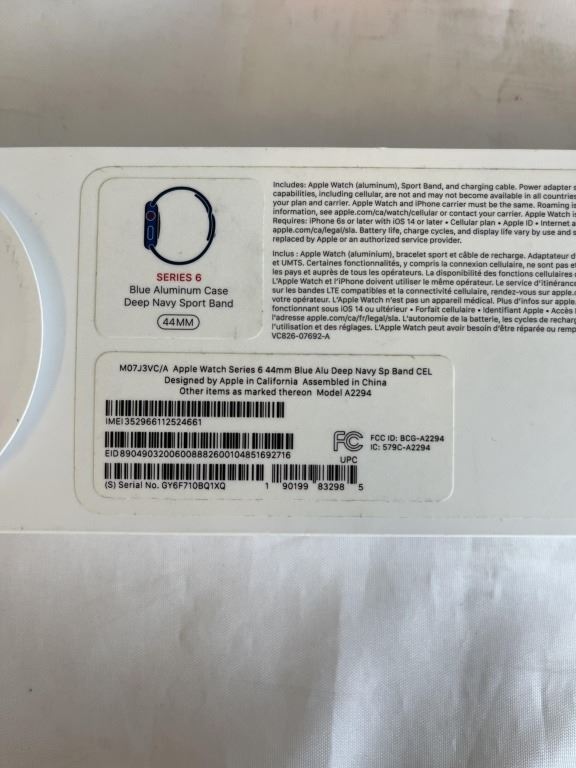 SERIES 6
Blue Aluminum Case
Deep Navy Sport Band
44MM
Includes: Apple Watch (aluminum), Sport Band, and charging cable. Power adapter s
capabilities, including cellular, are not and may not become available in all countries
your plan and carrier. Apple Watch and iPhone carrier must be the same. Roaming is
information, see apple.com/ca/watch/cellular or contact your carrier. Apple Watch is
Requires: iPhone 6s or later with iOS 14 or later • Cellular plan • Apple ID • Internet a
apple.com/ca/legal/sla. Battery life, charge cycles, and display life vary by use and s
replaced by Apple or an authorized service provider.
Inclus : Apple Watch (aluminium), bracelet sport et câble de recharge. Adaptateur d
et UMTS. Certaines fonctionnalités, y compris la connexion cellulaire, ne sont pas et
les pays et auprès de tous les opérateurs. La disponibilité des fonctions cellulaires
L'Apple Watch et l'iPhone doivent utiliser le même opérateur. Le service d'itinérance
sur les bandes LTE compatibles et la connectivité cellulaire, rendez-vous sur apple.
votre opérateur. L'Apple Watch n'est pas un appareil médical. Plus d'infos sur apple.
fonctionnant sous iOS 14 ou ultérieur • Forfait cellulaire • Identifiant Apple • Accès
l'adresse apple.com/ca/fr/legal/sla. L'autonomie de la batterie, les cycles de recharg
l'utilisation et des réglages. L'Apple Watch peut avoir besoin d'être réparée ou remp
VC826-07692-A
M07J3VC/A Apple Watch Series 6 44mm Blue Alu Deep Navy Sp Band CEL
Designed by Apple in California Assembled in China
Other items as marked thereon Model A2294
IMEI 352966112524661
EID 89049032006008882600104851692716
FC
FCC ID: BCG-A2294
IC: 579C-A2294
UPC
(S) Serial No. GY6F710BQ1XQ
1 90199 83298 5